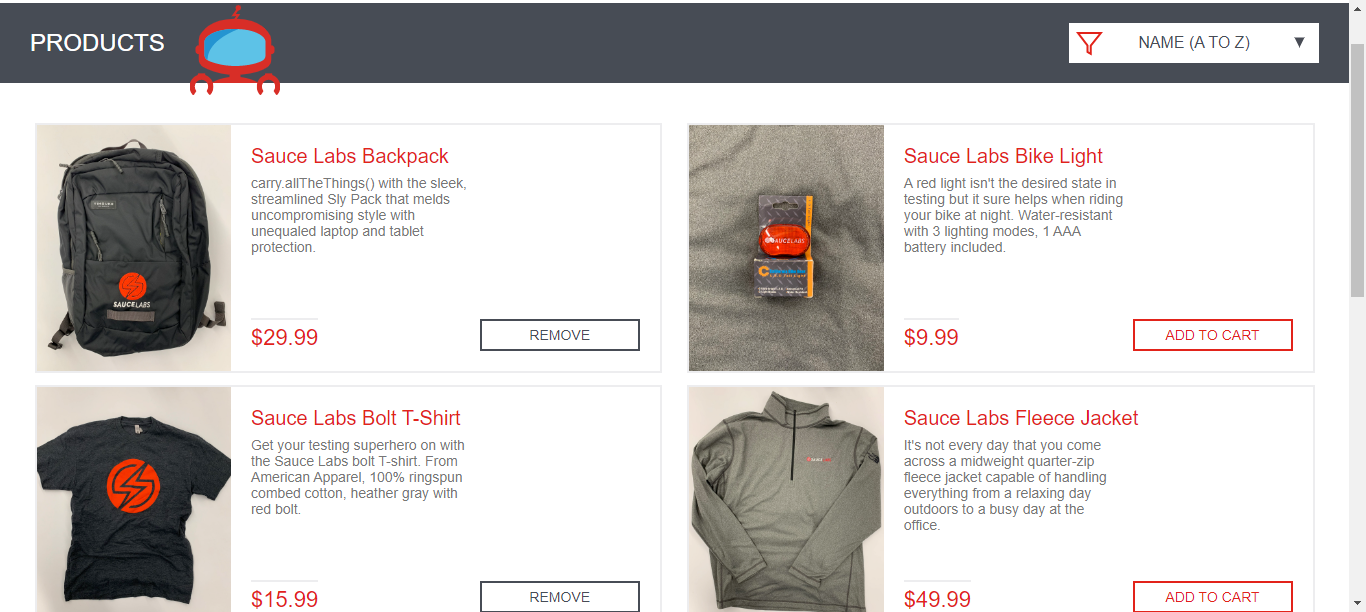 PRODUCTS
NAME (A TO Z)
Sauce Labs Backpack
carry.allTheThings() with the sleek,
streamlined Sly Pack that melds
uncompromising style with
unequaled laptop and tablet
protection.
$29.99
REMOVE
SAUCELABS
Sauce Labs Bike Light
A red light isn't the desired state in
testing but it sure helps when riding
your bike at night. Water-resistant
with 3 lighting modes, 1 AAA
battery included.
$9.99
ADD TO CART
SAUCELABS
Sauce Labs Bolt T-Shirt
Get your testing superhero on with
the Sauce Labs bolt T-shirt. From
American Apparel, 100% ringspun
combed cotton, heather gray with
red bolt.
$15.99
REMOVE
Sauce Labs Fleece Jacket
It's not every day that you come
across a midweight quarter-zip
fleece jacket capable of handling
everything from a relaxing day
outdoors to a busy day at the
office.
$49.99
ADD TO CART